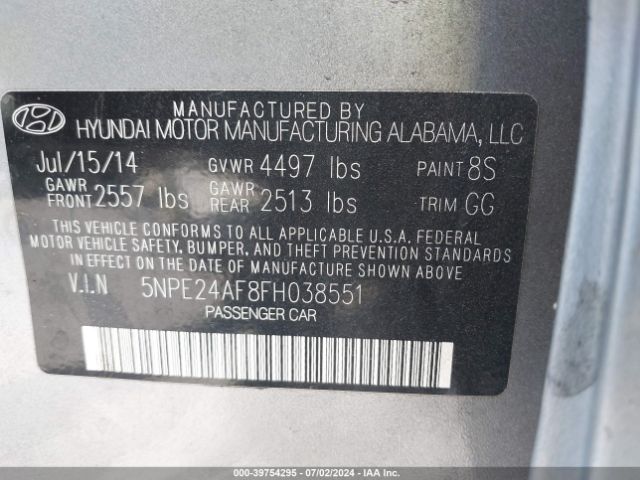 MANUFACTURED BY
HYUNDAI MOTOR MANUFACTURING ALABAMA, LLC
Jul/15/14 GVWR 4497 lbs PAINT 8S
GAWR FRONT 2557 lbs GAWR REAR 2513 lbs TRIM GG
THIS VEHICLE CONFORMS TO ALL APPLICABLE U.S.A. FEDERAL
MOTOR VEHICLE SAFETY, BUMPER, AND THEFT PREVENTION STANDARDS
IN EFFECT ON THE DATE OF MANUFACTURE SHOWN ABOVE.
V.I.N 5NPE24AF8FH038551
PASSENGER CAR
000-39754295 - 07/02/2024 - IAA Inc.